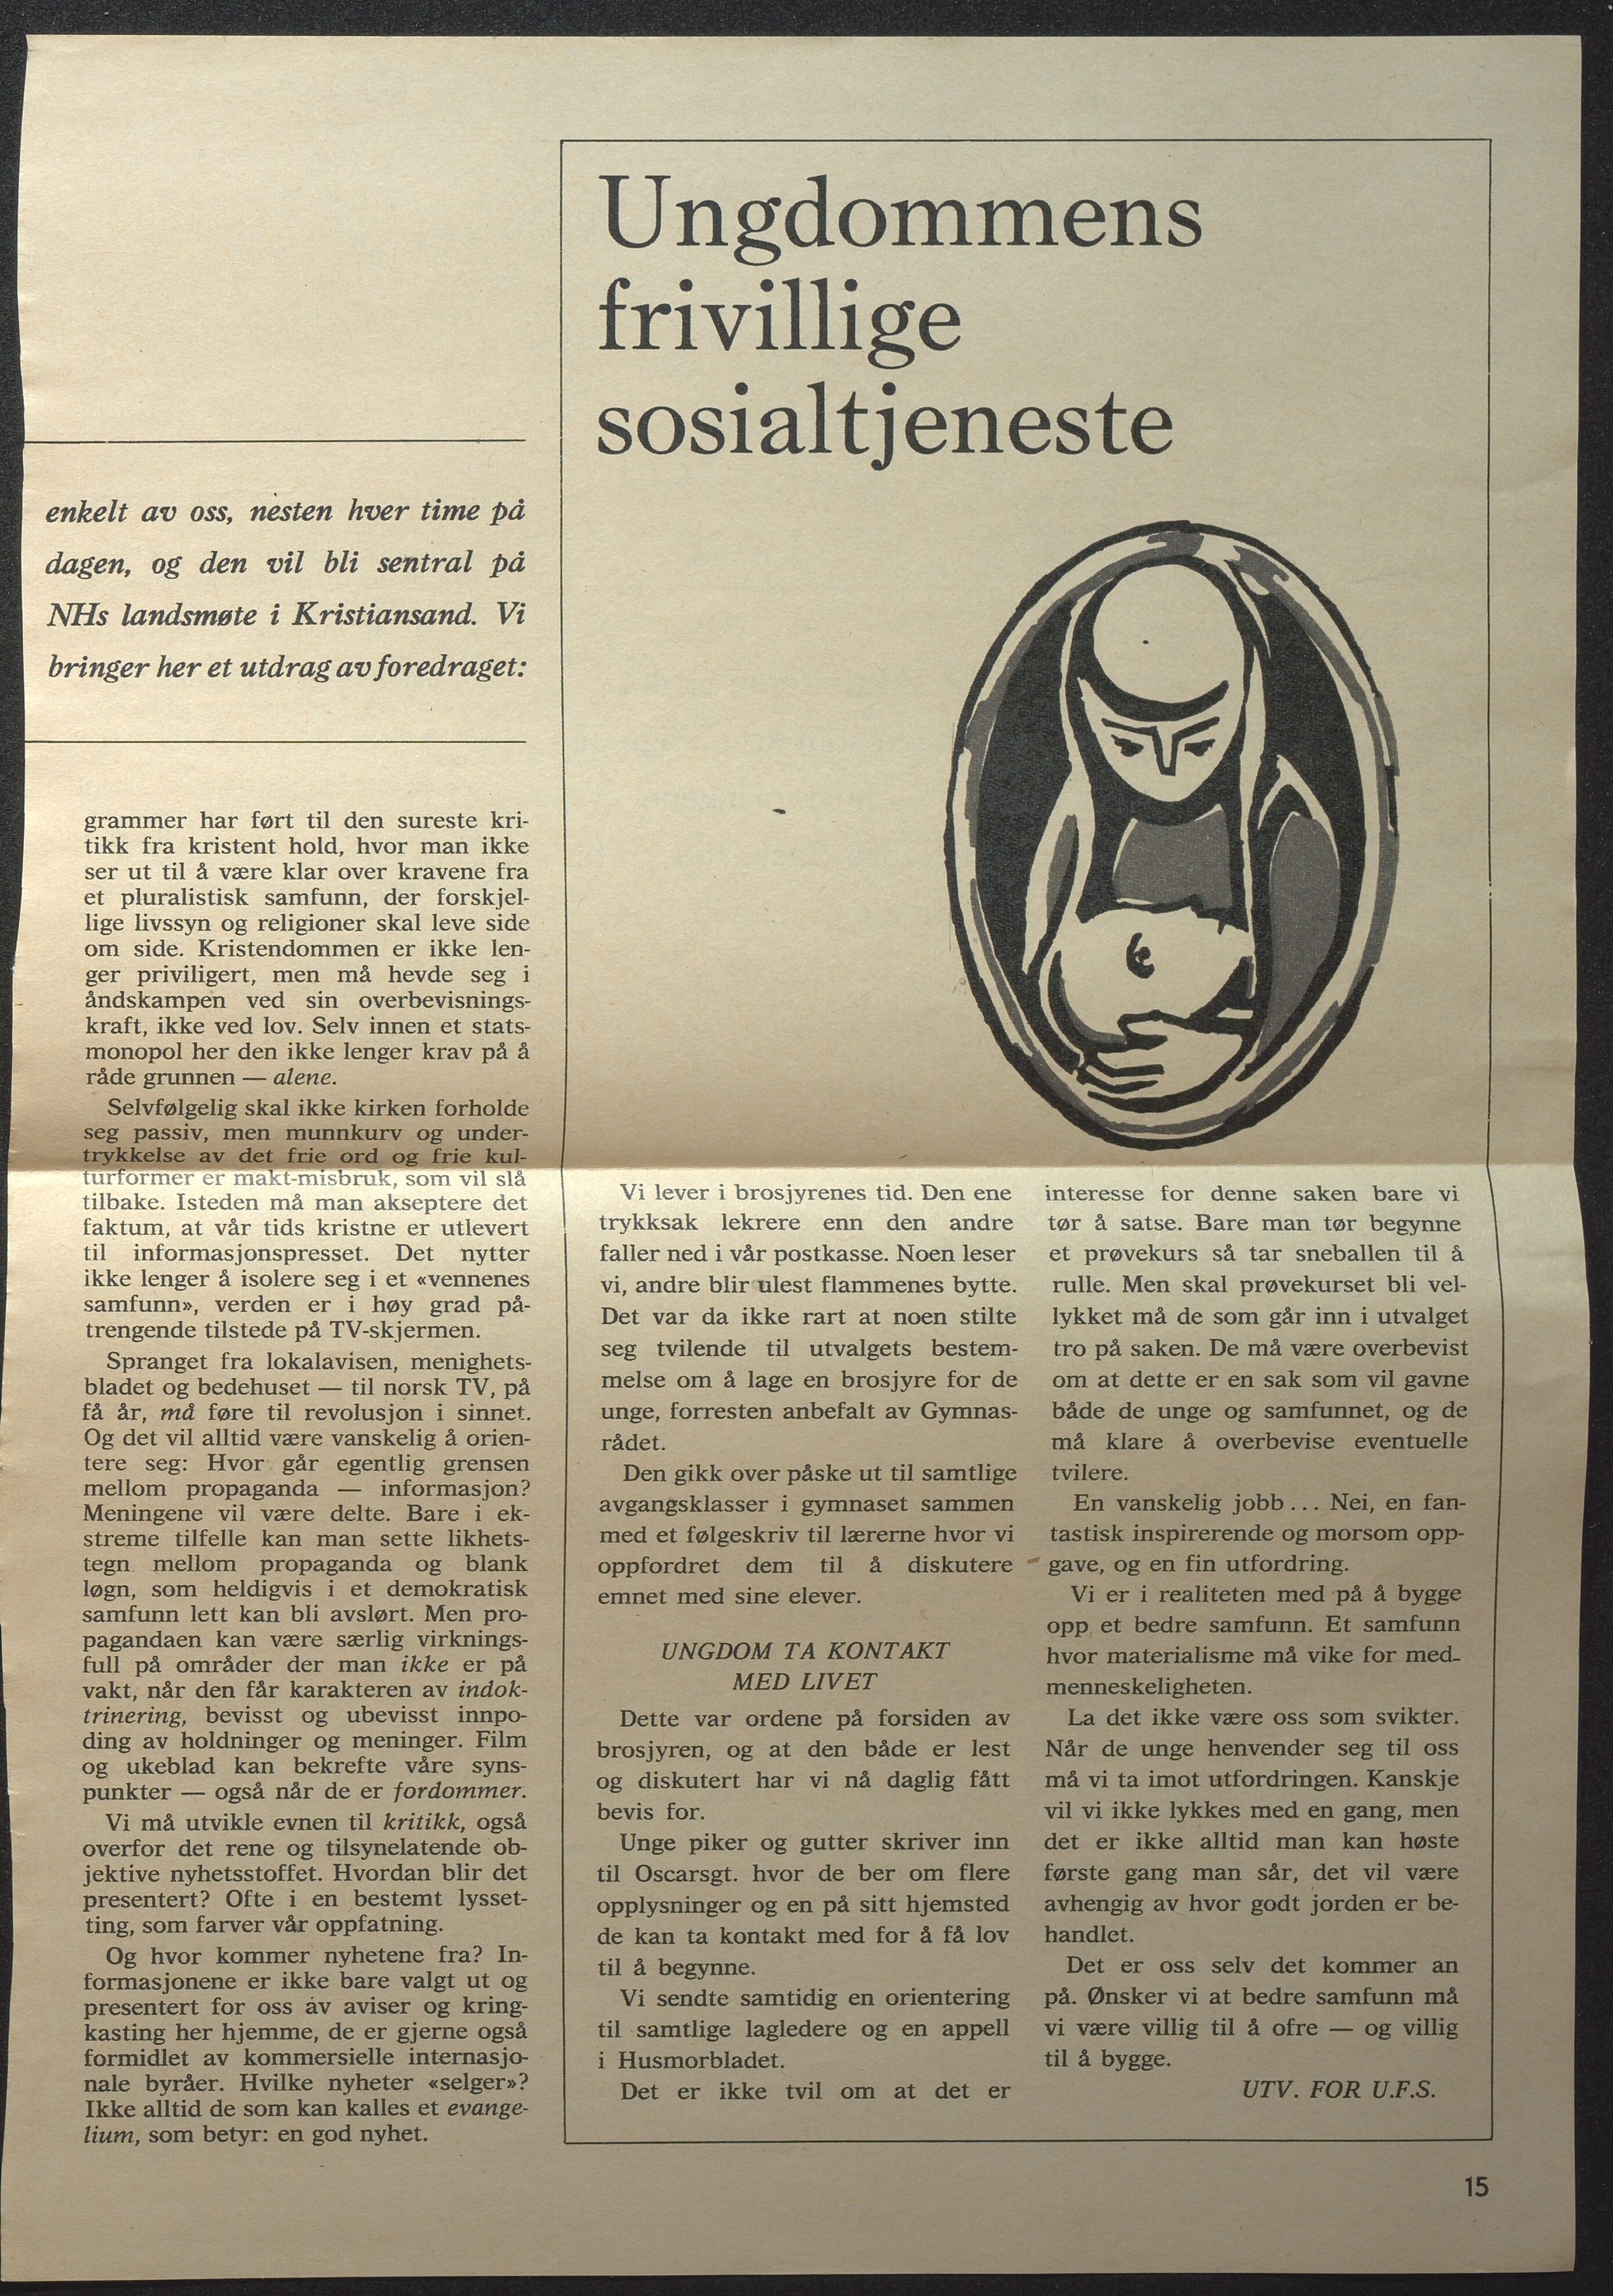 enkelt av oss, nesten hver time på
dagen, og den vil bli sentral på
NHs landsmøte i Kristiansand. Vi
bringer her et utdrag av foredraget:
grammer har ført til den sureste kri-
tikk fra kristent hold, hvor man ikke
ser ut til å være klar over kravene fra
et pluralistisk samfunn, der forskjel-
lige livssyn og religioner skal leve side
om side. Kristendommen er ikke len-
ger priviligert, men må hevde seg i
åndskampen ved sin overbevisnings-
kraft, ikke ved lov. Selv innen et stats-
monopol her den ikke lenger krav på å
råde grunnen — alene.
Selvfølgelig skal ikke kirken forholde
seg passiv, men munnkurv og under-
trykkelse av det frie ord og frie kul-
turformer er makt-misbruk, som vil slå
tilbake. Isteden må man akseptere det
faktum, at vår tids kristne er utlevert
til informasjonspresset. Det nytter
ikke lenger å isolere seg i et «vennenes
samfunn», verden er i høy grad på-
trengende tilstede på TV-skjermen.
Spranget fra lokalavisen, menighets-
bladet og bedehuset — til norsk TV, på
få år, må føre til revolusjon i sinnet.
Og det vil alltid være vanskelig å orien-
tere seg: Hvor går egentlig grensen
mellom propaganda — informasjon?
Meningene vil være delte. Bare i ek-
streme tilfelle kan man sette likhets-
tegn mellom propaganda og blank
løgn, som heldigvis i et demokratisk
samfunn lett kan bli avslørt. Men pro-
pagandaen kan være særlig virknings-
full på områder der man ikke er på
vakt, når den får karakteren av indok-
trinering, bevisst og ubevisst innpo-
ding av holdninger og meninger. Film
og ukeblad kan bekrefte våre syns-
punkter — også når de er fordommer.
Vi må utvikle evnen til kritikk, også
overfor det rene og tilsynelatende ob-
jektive nyhetsstoffet. Hvordan blir det
presentert? Ofte i en bestemt lysset-
ting, som farver vår oppfatning.
Og hvor kommer nyhetene fra? In-
formasjonene er ikke bare valgt ut og
presentert for oss av aviser og kring-
kasting her hjemme, de er gjerne også
formidlet av kommersielle internasjo-
nale byråer. Hvilke nyheter «selger»?
Ikke alltid de som kan kalles et evange-
lium, som betyr: en god nyhet.
Ungdommens
frivillige
sosialtjeneste
Vi lever i brosjyrenes tid. Den ene
trykksak lekrere enn den andre
faller ned i vår postkasse. Noen leser
vi, andre blir ulest flammenes bytte.
Det var da ikke rart at noen stilte
seg tvilende til utvalgets bestem-
melse om å lage en brosjyre for de
unge, forresten anbefalt av Gymnas-
rådet.
Den gikk over påske ut til samtlige
avgangsklasser i gymnaset sammen
med et følgeskriv til lærerne hvor vi
oppfordret dem til å diskutere
emnet med sine elever.
UNGDOM TA KONTAKT
MED LIVET
Dette var ordene på forsiden av
brosjyren, og at den både er lest
og diskutert har vi nå daglig fått
bevis for.
Unge piker og gutter skriver inn
til Oscarsgt. hvor de ber om flere
opplysninger og en på sitt hjemsted
de kan ta kontakt med for å få lov
til å begynne.
Vi sendte samtidig en orientering
til samtlige lagledere og en appell
i Husmorbladet.
Det er ikke tvil om at det er
interesse for denne saken bare vi
tør å satse. Bare man tør begynne
et prøvekurs så tar sneballen til å
rulle. Men skal prøvekurset bli vel-
lykket må de som går inn i utvalget
tro på saken. De må være overbevist
om at dette er en sak som vil gavne
både de unge og samfunnet, og de
må klare å overbevise eventuelle
tvilere.
En vanskelig jobb . . . Nei, en fan-
tastisk inspirerende og morsom opp-
gave, og en fin utfordring.
Vi er i realiteten med på å bygge
opp et bedre samfunn. Et samfunn
hvor materialisme må vike for med-
menneskeligheten.
La det ikke være oss som svikter.
Når de unge henvender seg til oss
må vi ta imot utfordringen. Kanskje
vil vi ikke lykkes med en gang, men
det er ikke alltid man kan høste
første gang man sår, det vil være
avhengig av hvor godt jorden er be-
handlet.
Det er oss selv det kommer an
på. Ønsker vi at bedre samfunn må
vi være villig til å ofre — og villig
til å bygge.
UTV. FOR U.F.S.
15